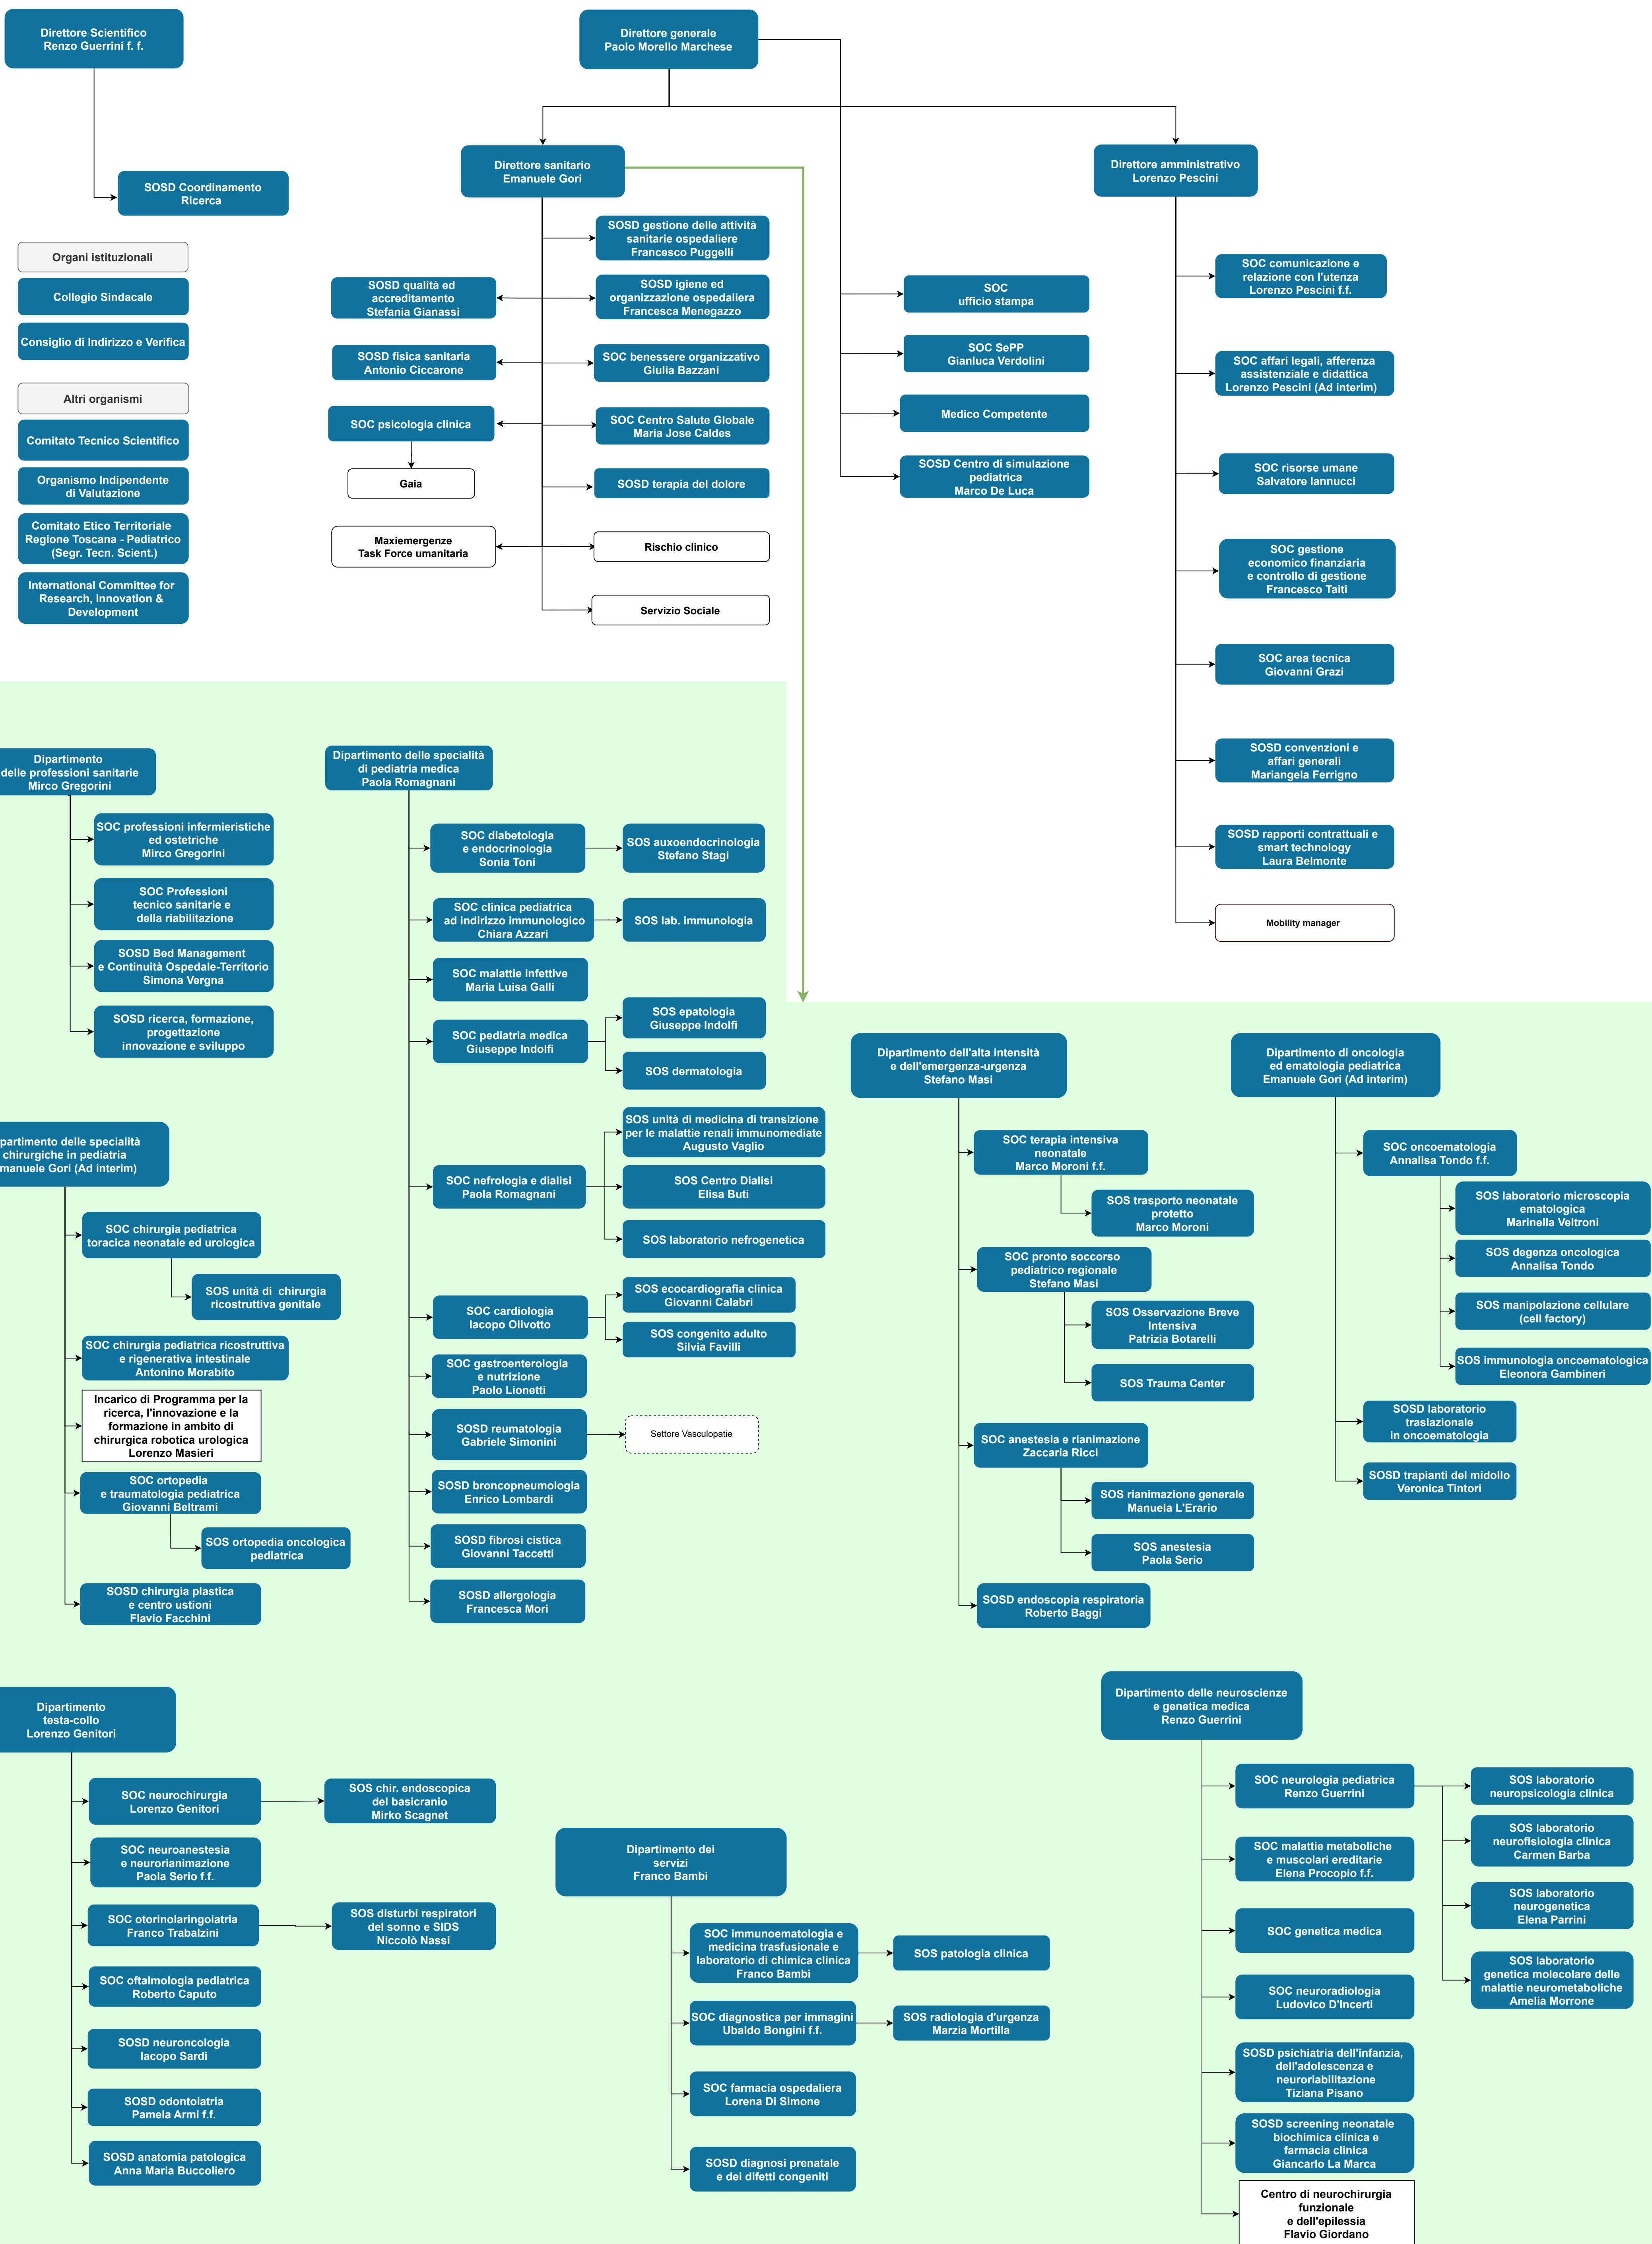 Direttore Scientifico
Renzo Guerrini f. f.
Direttore generale
Paolo Morello Marchese
Direttore sanitario
Emanuele Gori
Direttore amministrativo
Lorenzo Pescini
SOSD Coordinamento
Ricerca
Organi istituzionali
Collegio Sindacale
Consiglio di Indirizzo e Verifica
Altri organismi
Comitato Tecnico Scientifico
Organismo Indipendente
di Valutazione
Comitato Etico Territoriale
Regione Toscana - Pediatrico
(Segr. Tecn. Scient.)
International Committee for
Research, Innovation &
Development
SOSD gestione delle attività
sanitarie ospedaliere
Francesco Puggelli
SOSD qualità ed
accreditamento
Stefania Gianassi
SOSD igiene ed
organizzazione ospedaliera
Francesca Menegazzo
SOSD fisica sanitaria
Antonio Ciccarone
SOC benessere organizzativo
Giulia Bazzani
SOC psicologia clinica
SOC Centro Salute Globale
Maria Jose Caldes
Gaia
SOSD terapia del dolore
Maxiemergenze
Task Force umanitaria
Rischio clinico
Servizio Sociale
SOC
ufficio stampa
SOC SePP
Gianluca Verdolini
Medico Competente
SOSD Centro di simulazione
pediatrica
Marco De Luca
SOC comunicazione e
relazione con l'utenza
Lorenzo Pescini f.f.
SOC affari legali, afferenza
assistenziale e didattica
Lorenzo Pescini (Ad interim)
SOC risorse umane
Salvatore Iannucci
SOC gestione
economico finanziaria
e controllo di gestione
Francesco Taiti
SOC area tecnica
Giovanni Grazi
SOSD convenzioni e
affari generali
Mariangela Ferrigno
SOSD rapporti contrattuali e
smart technology
Laura Belmonte
Mobility manager
Dipartimento
delle professioni sanitarie
Mirco Gregorini
SOC professioni infermieristiche
ed ostetriche
Mirco Gregorini
SOC Professioni
tecnico sanitarie e
della riabilitazione
SOSD Bed Management
e Continuità Ospedale-Territorio
Simona Vergna
SOSD ricerca, formazione,
progettazione
innovazione e sviluppo
Dipartimento delle specialità
di pediatria medica
Paola Romagnani
SOC diabetologia
e endocrinologia
Sonia Toni
SOS auxoendocrinologia
Stefano Stagi
SOC clinica pediatrica
ad indirizzo immunologico
Chiara Azzari
SOS lab. immunologia
SOC malattie infettive
Maria Luisa Galli
SOC pediatria medica
Giuseppe Indolfi
SOS epatologia
Giuseppe Indolfi
SOS dermatologia
SOC nefrologia e dialisi
Paola Romagnani
SOS unità di medicina di transizione
per le malattie renali immunomediate
Augusto Vaglio
SOS Centro Dialisi
Elisa Buti
SOS laboratorio nefrogenetica
SOC cardiologia
Iacopo Olivotto
SOS ecocardiografia clinica
Giovanni Calabri
SOS congenito adulto
Silvia Favilli
SOC gastroenterologia
e nutrizione
Paolo Lionetti
SOSD reumatologia
Gabriele Simonini
Settore Vasculopatie
SOSD broncopneumologia
Enrico Lombardi
SOSD fibrosi cistica
Giovanni Taccetti
SOSD allergologia
Francesca Mori
partimento delle specialità
chirurgiche in pediatria
manuele Gori (Ad interim)
SOC chirurgia pediatrica
toracica neonatale ed urologica
SOS unità di chirurgia
ricostruttiva genitale
SOC chirurgia pediatrica ricostruttiva
e rigenerativa intestinale
Antonino Morabito
Incarico di Programma per la
ricerca, l'innovazione e la
formazione in ambito di
chirurgica robotica urologica
Lorenzo Masieri
SOC ortopedia
e traumatologia pediatrica
Giovanni Beltrami
SOS ortopedia oncologica
pediatrica
SOSD chirurgia plastica
e centro ustioni
Flavio Facchini
Dipartimento dell'alta intensità
e dell'emergenza-urgenza
Stefano Masi
SOC terapia intensiva
neonatale
Marco Moroni f.f.
SOS trasporto neonatale
protetto
Marco Moroni
SOC pronto soccorso
pediatrico regionale
Stefano Masi
SOS Osservazione Breve
Intensiva
Patrizia Botarelli
SOS Trauma Center
SOC anestesia e rianimazione
Zaccaria Ricci
SOS rianimazione generale
Manuela L'Erario
SOS anestesia
Paola Serio
SOSD endoscopia respiratoria
Roberto Baggi
Dipartimento di oncologia
ed ematologia pediatrica
Emanuele Gori (Ad interim)
SOC oncoematologia
Annalisa Tondo f.f.
SOS laboratorio microscopia
ematologica
Marinella Veltroni
SOS degenza oncologica
Annalisa Tondo
SOS manipolazione cellulare
(cell factory)
SOS immunologia oncoematologica
Eleonora Gambineri
SOSD laboratorio
traslazionale
in oncoematologia
SOSD trapianti del midollo
Veronica Tintori
Dipartimento
testa-collo
Lorenzo Genitori
SOC neurochirurgia
Lorenzo Genitori
SOS chir. endoscopica
del basicranio
Mirko Scagnet
SOC neuroanestesia
e neurorianimazione
Paola Serio f.f.
SOC otorinolaringoiatria
Franco Trabalzini
SOS disturbi respiratori
del sonno e SIDS
Niccolò Nassi
SOC oftalmologia pediatrica
Roberto Caputo
SOSD neuroncologia
Iacopo Sardi
SOSD odontoiatria
Pamela Armi f.f.
SOSD anatomia patologica
Anna Maria Buccoliero
Dipartimento dei
servizi
Franco Bambi
SOC immunoematologia e
medicina trasfusionale e
laboratorio di chimica clinica
Franco Bambi
SOS patologia clinica
SOC diagnostica per immagini
Ubaldo Bongini f.f.
SOS radiologia d'urgenza
Marzia Mortilla
SOC farmacia ospedaliera
Lorena Di Simone
SOSD diagnosi prenatale
e dei difetti congeniti
Dipartimento delle neuroscienze
e genetica medica
Renzo Guerrini
SOC neurologia pediatrica
Renzo Guerrini
SOS laboratorio
neuropsicologia clinica
SOS laboratorio
neurofisiologia clinica
Carmen Barba
SOS laboratorio
neurogenetica
Elena Parrini
SOS laboratorio
genetica molecolare delle
malattie neurometaboliche
Amelia Morrone
SOC malattie metaboliche
e muscolari ereditarie
Elena Procopio f.f.
SOC genetica medica
SOC neuroradiologia
Ludovico D'Incerti
SOSD psichiatria dell'infanzia,
dell'adolescenza e
neuroriabilitazione
Tiziana Pisano
SOSD screening neonatale
biochimica clinica e
farmacia clinica
Giancarlo La Marca
Centro di neurochirurgia
funzionale
e dell'epilessia
Flavio Giordano